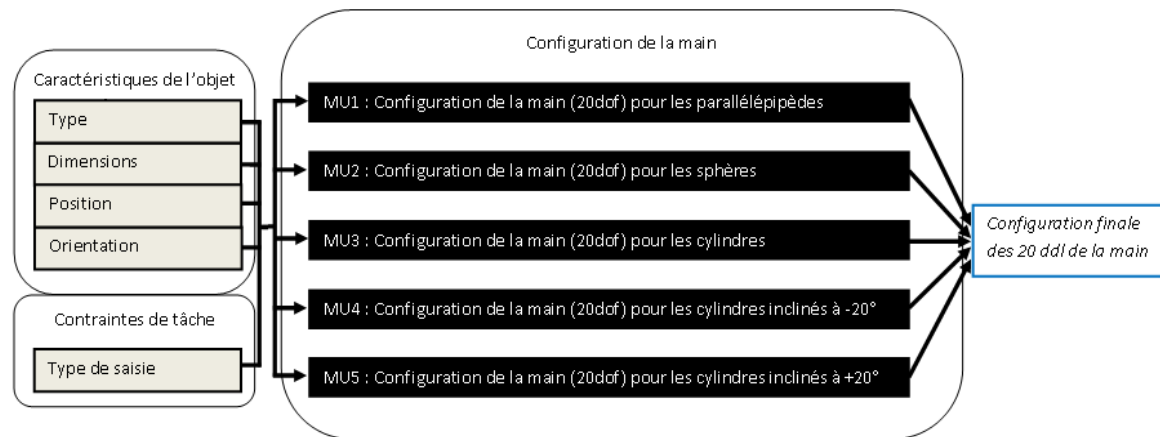 Configuration de la main
Caractéristiques de l'objet
Type
Dimensions
Position
Orientation
Contraintes de tâche
Type de saisie
MU1 : Configuration de la main (20dof) pour les parallélépipèdes
MU2 : Configuration de la main (20dof) pour les sphères
MU3 : Configuration de la main (20dof) pour les cylindres
MU4 : Configuration de la main (20dof) pour les cylindres inclinés à -20°
MU5 : Configuration de la main (20dof) pour les cylindres inclinés à +20°
Configuration finale
des 20 ddl de la main